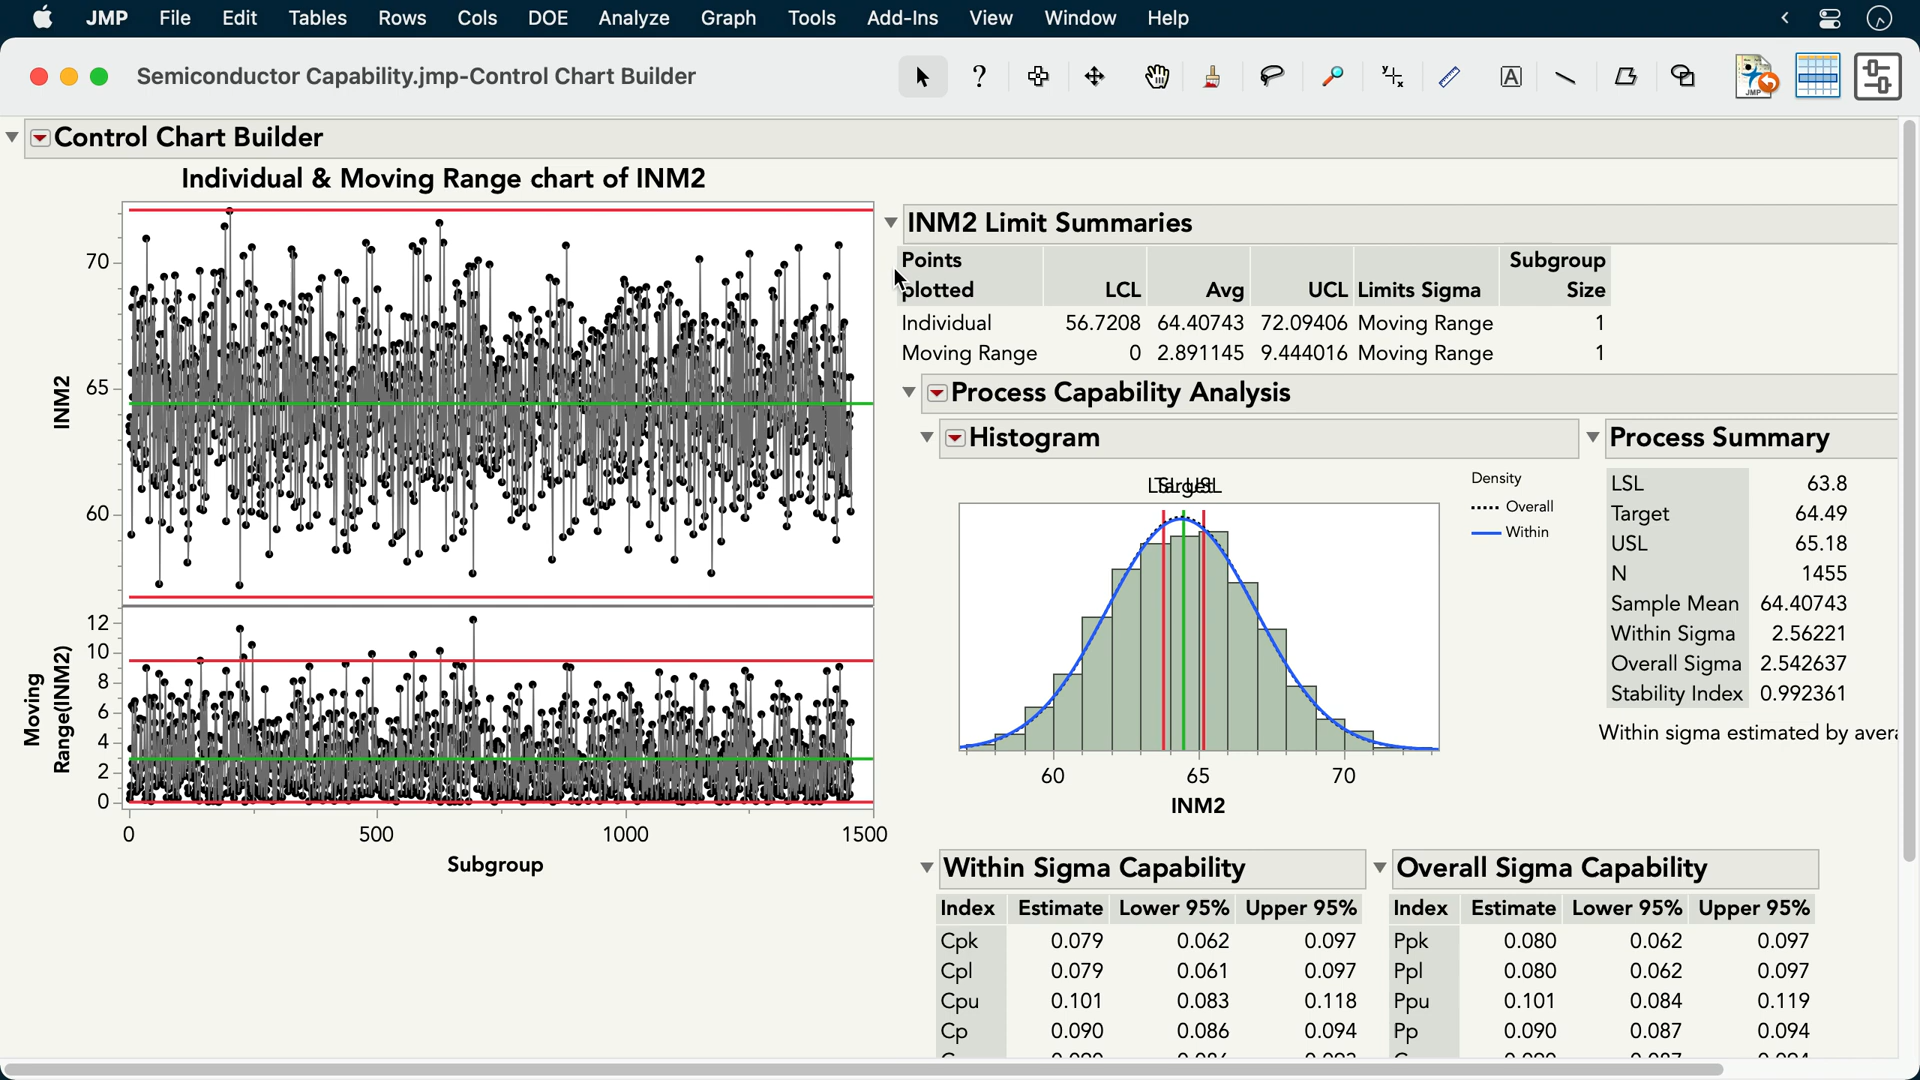 JMP File Edit Tables Rows Cols DOE Analyze Graph Tools Add-Ins View Window Help
Semiconductor Capability.jmp-Control Chart Builder
Control Chart Builder
Individual & Moving Range chart of INM2
70
65
60
INM2
12
10
8
6
4
2
0
Moving
Range(INM2)
0 500 1000 1500
Subgroup
INM2 Limit Summaries
Points
plotted LCL Avg UCL Limits Sigma Subgroup
Size
Individual 56.7208 64.40743 72.09406 Moving Range 1
Moving Range 0 2.891145 9.444016 Moving Range 1
Process Capability Analysis
Histogram
LSL Target USL
Density
Overall
Within
60 65 70
INM2
Process Summary
LSL 63.8
Target 64.49
USL 65.18
N 1455
Sample Mean 64.40743
Within Sigma 2.56221
Overall Sigma 2.542637
Stability Index 0.992361
Within sigma estimated by avera
Within Sigma Capability
Index Estimate Lower 95% Upper 95%
Cpk 0.079 0.062 0.097
Cpl 0.079 0.061 0.097
Cpu 0.101 0.083 0.118
Cp 0.090 0.086 0.094
Overall Sigma Capability
Index Estimate Lower 95% Upper 95%
Ppk 0.080 0.062 0.097
Ppl 0.080 0.062 0.097
Ppu 0.101 0.084 0.119
Pp 0.090 0.087 0.094